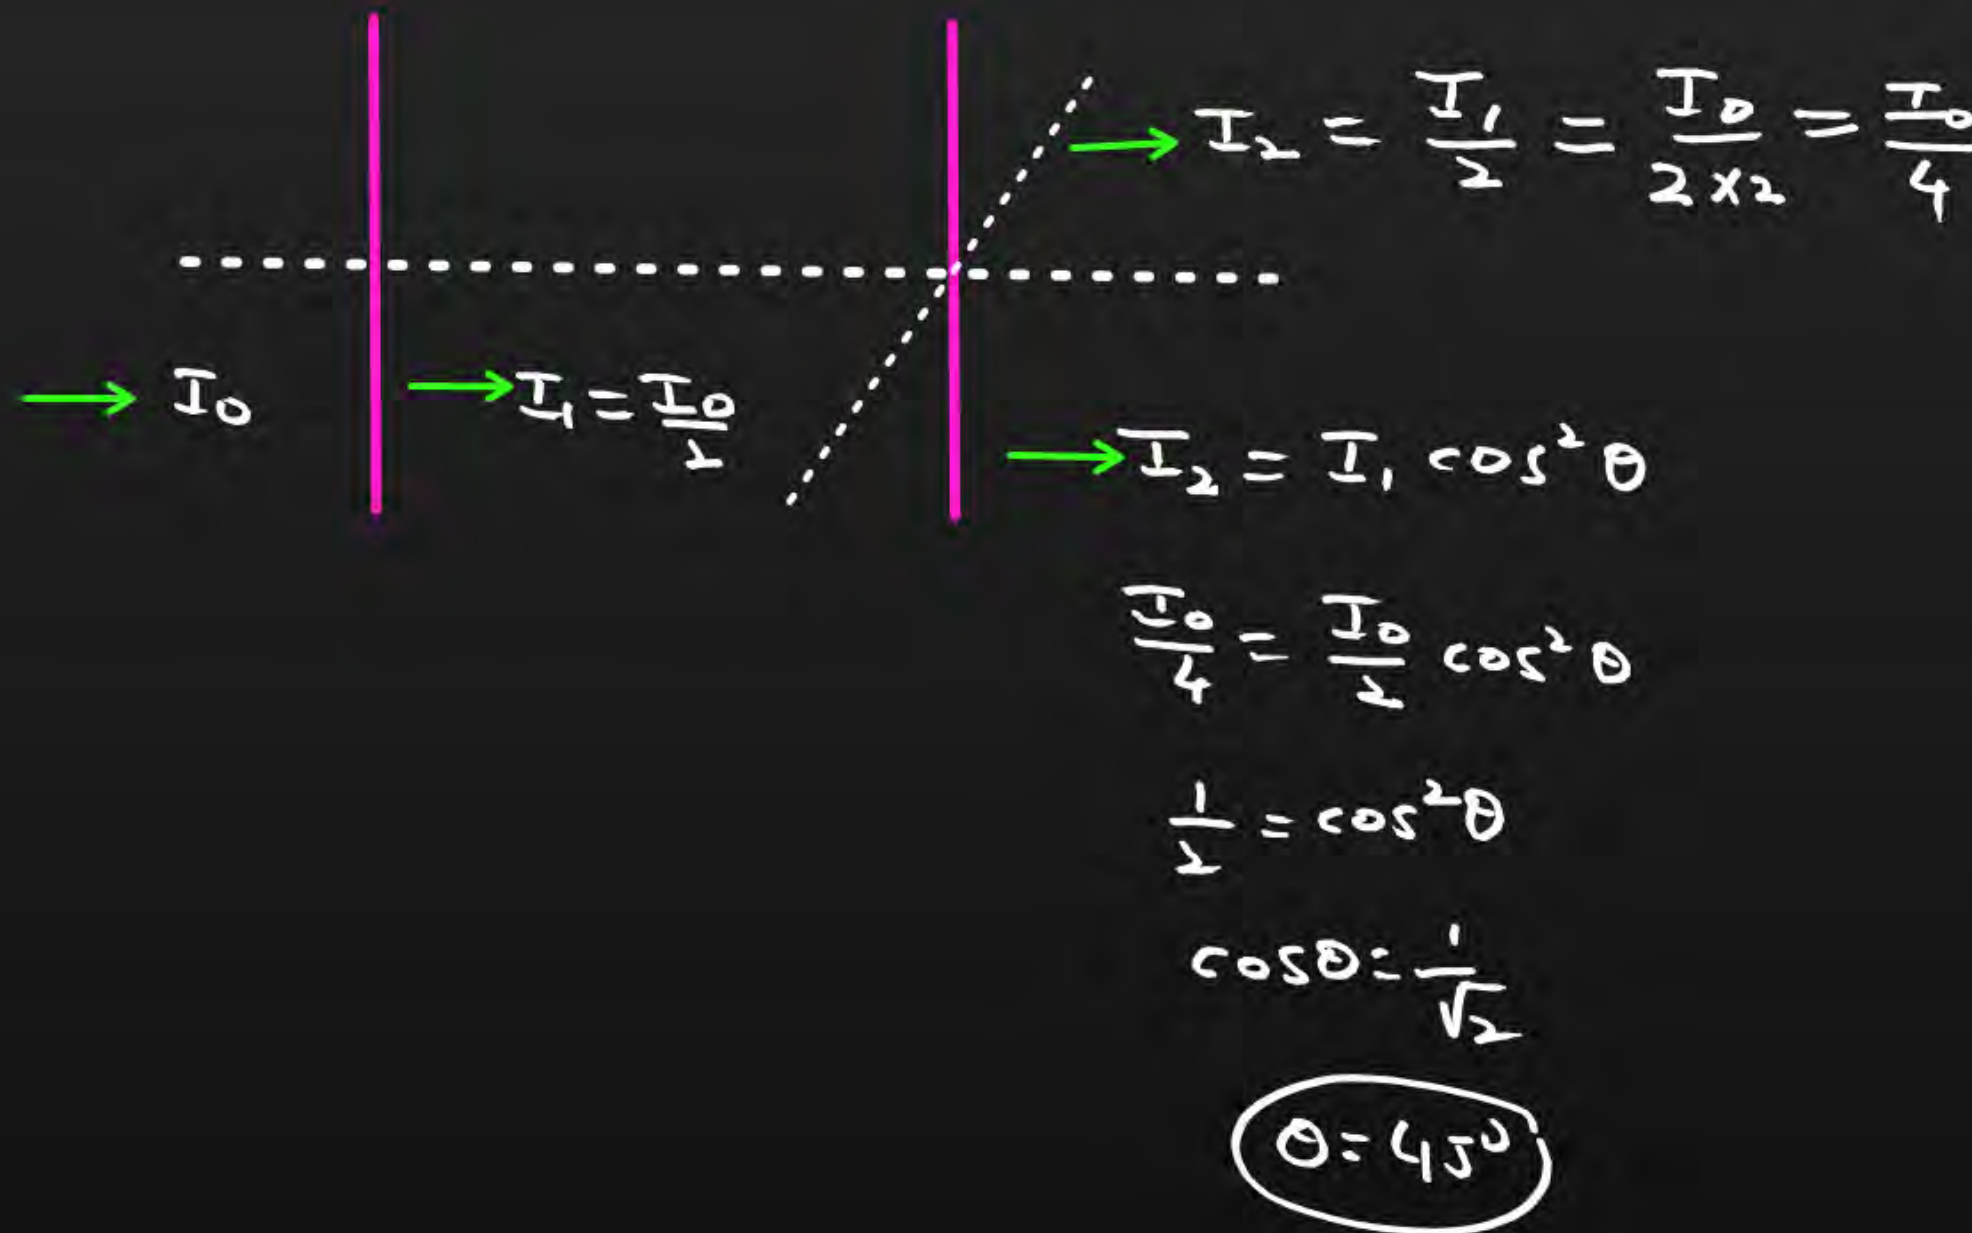 I₂ = I₁/2 = I₀/2×2 = I₀/4
I₀
I₁ = I₀/2
I₂ = I₁ cos²θ
I₀/4 = I₀/2 cos²θ
1/2 = cos²θ
cosθ = 1/√2
θ = 45°